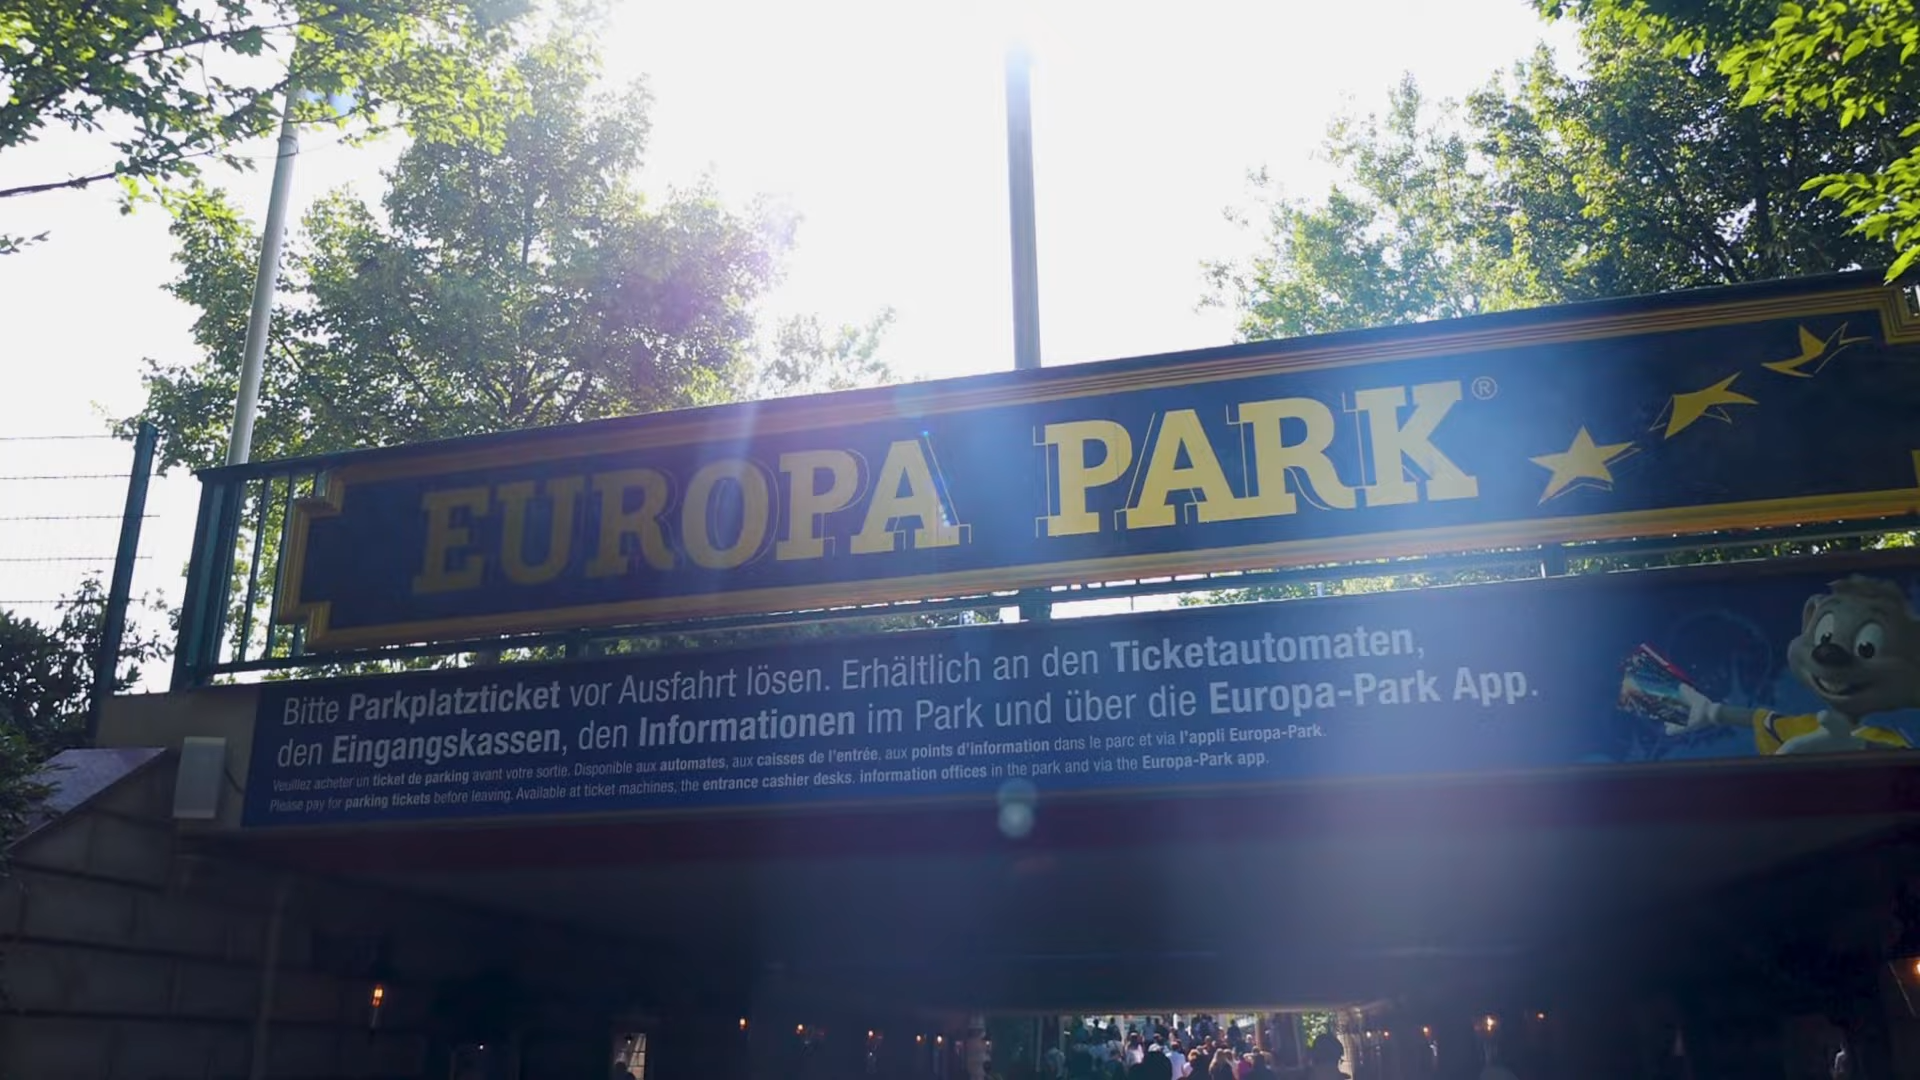 EUROPA PARK®
Bitte Parkplatzticket vor Ausfahrt lösen. Erhältlich an den Ticketautomaten,
den Eingangskassen, den Informationen im Park und über die Europa-Park App.
Veuillez acheter un ticket de parking avant votre sortie. Disponible aux automates, aux caisses de l'entrée, aux points d'information dans le parc et via l'appli Europa-Park.
Please pay for parking tickets before leaving. Available at ticket machines, the entrance cashier desks, information offices in the park and via the Europa-Park app.